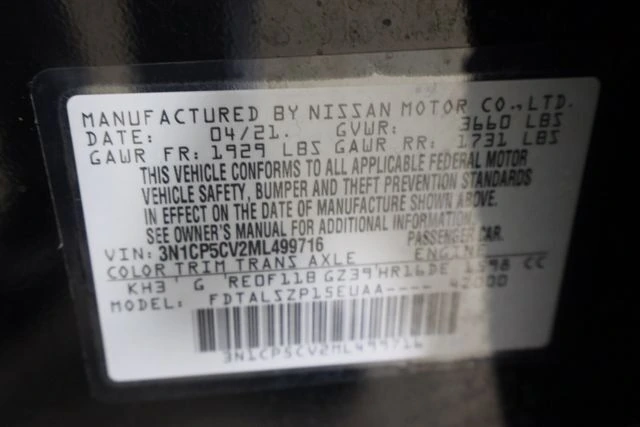 MANUFACTURED BY NISSAN MOTOR CO., LTD.
DATE: 04/21. GVWR: 3660 LBS
GAWR FR: 1929 LBS GAWR RR: 1731 LBS
THIS VEHICLE CONFORMS TO ALL APPLICABLE FEDERAL MOTOR
VEHICLE SAFETY, BUMPER AND THEFT PREVENTION STANDARDS
IN EFFECT ON THE DATE OF MANUFACTURE SHOWN ABOVE.
SEE OWNER'S MANUAL FOR ADDITIONAL INFORMATION.
VIN: 3N1CP5CV2ML499716 PASSENGER CAR.
COLOR TRIM TRANS AXLE ENGINE
KH3 G RE0F11B GZ39 HR16DE 1598 CC
MODEL: FDTALSZP15EUAA---- 42000
3N1CP5CV2ML499716